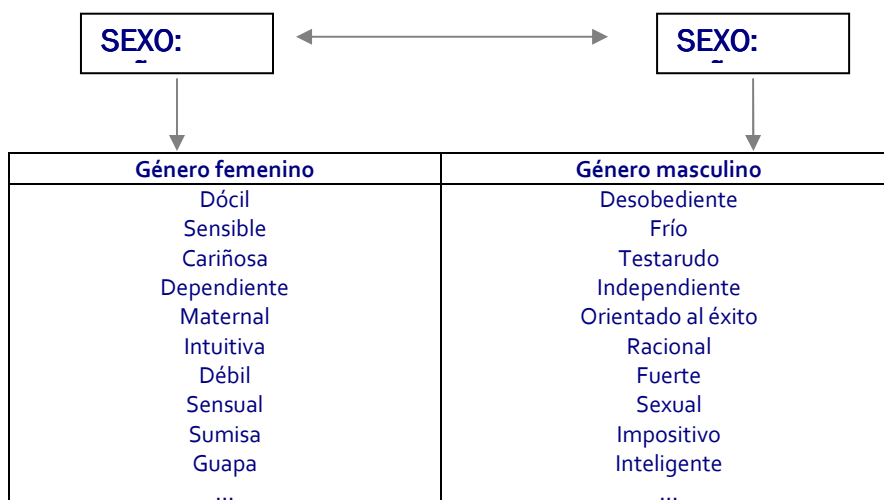 SEXO:
SEXO:
Género femenino Género masculino
Dócil Desobediente
Sensible Frío
Cariñosa Testarudo
Dependiente Independiente
Maternal Orientado al éxito
Intuitiva Racional
Débil Fuerte
Sensual Sexual
Sumisa Impositivo
Guapa Inteligente
... ...